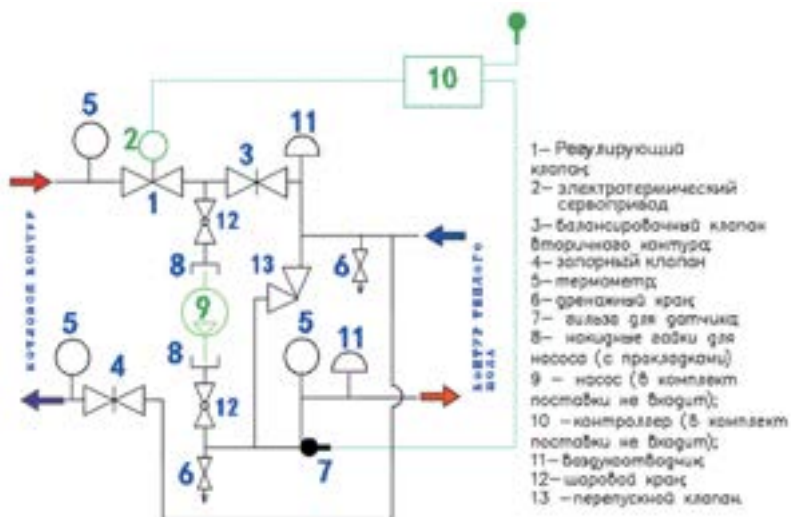 10
5
2
11
3
1
12
8
13
6
9
5
11
5
4
8
12
6
7
КОТЛОВОЙ КОНТУР
КОНТУР ТЕПЛОГО
ПОЛА
1- Регулирующий
клапан;
2- электротермический
сервопривод
3- балансировочный клапан
вторичного контура;
4- запорный клапан
5- термометр;
6- дренажный кран;
7- гильза для датчика;
8- накидные гайки для
насоса (с прокладками)
9 - насос (в комплект
поставки не входит);
10 -контроллер (в комплект
поставки не входит);
11- Воздухоотводчик;
12- шаровой кран;
13 -перепускной клапан.